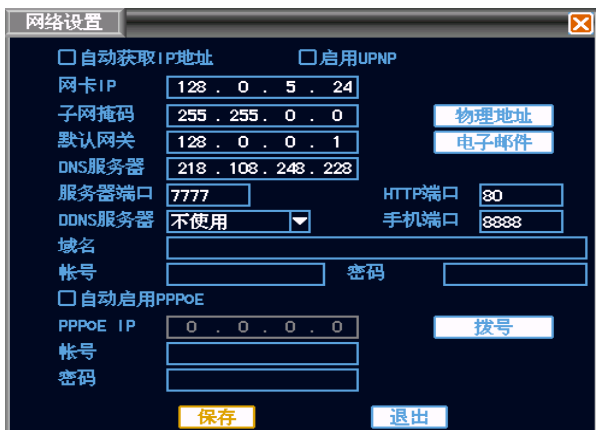 网络设置
自动获取IP地址 启用UPNP
网卡IP 128 . 0 . 5 . 24
子网掩码 255 . 255 . 0 . 0 物理地址
默认网关 128 . 0 . 0 . 1 电子邮件
DNS服务器 218 . 108 . 248 . 228
服务器端口 7777 HTTP端口 80
DDNS服务器 不使用 手机端口 8888
域名
帐号 密码
自动启用PPPOE
PPPOE IP 0 . 0 . 0 . 0 拨号
帐号
密码
保存 退出